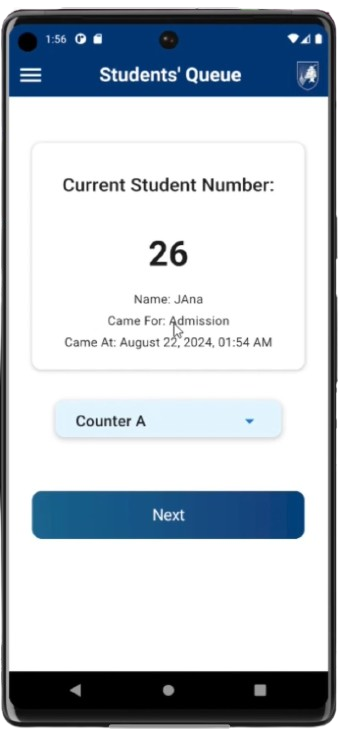 1:56
Students' Queue
Current Student Number:
26
Name: JAna
Came For: Admission
Came At: August 22, 2024, 01:54 AM
Counter A
Next